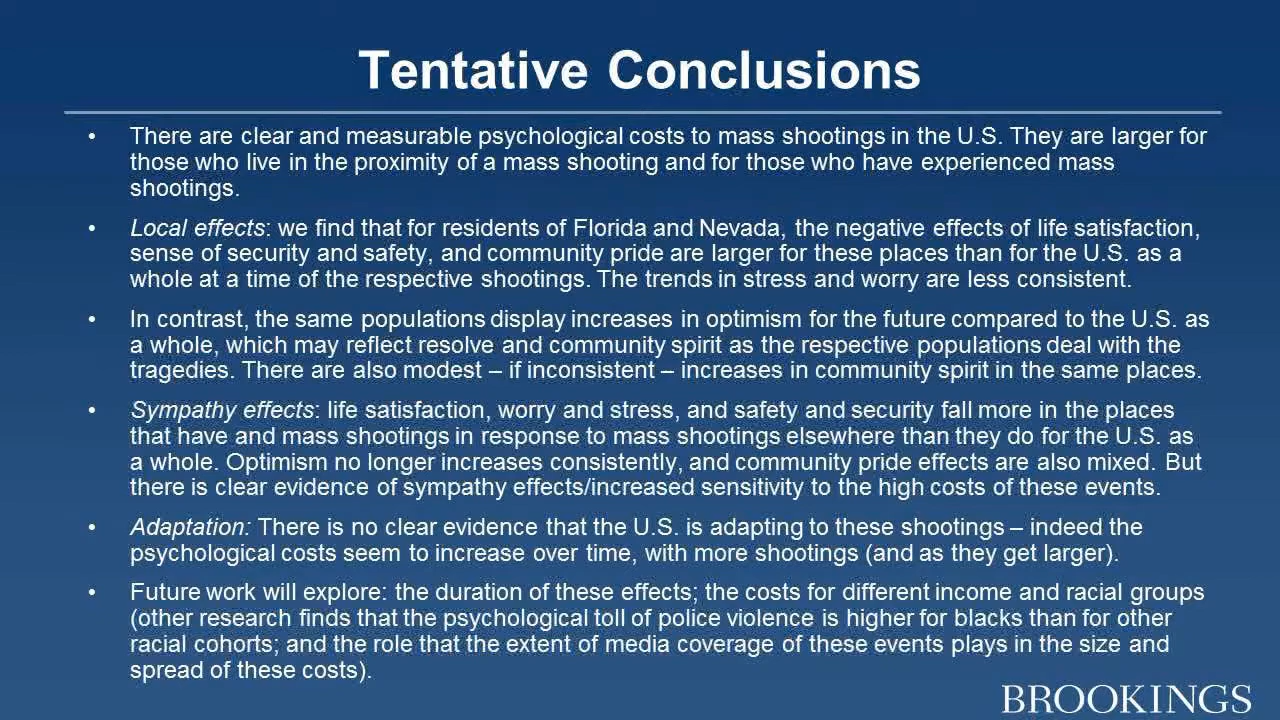 Tentative Conclusions
• There are clear and measurable psychological costs to mass shootings in the U.S. They are larger for
those who live in the proximity of a mass shooting and for those who have experienced mass
shootings.
• Local effects: we find that for residents of Florida and Nevada, the negative effects of life satisfaction,
sense of security and safety, and community pride are larger for these places than for the U.S. as a
whole at a time of the respective shootings. The trends in stress and worry are less consistent.
• In contrast, the same populations display increases in optimism for the future compared to the U.S. as
a whole, which may reflect resolve and community spirit as the respective populations deal with the
tragedies. There are also modest – if inconsistent – increases in community spirit in the same places.
• Sympathy effects: life satisfaction, worry and stress, and safety and security fall more in the places
that have and mass shootings in response to mass shootings elsewhere than they do for the U.S. as
a whole. Optimism no longer increases consistently, and community pride effects are also mixed. But
there is clear evidence of sympathy effects/increased sensitivity to the high costs of these events.
• Adaptation: There is no clear evidence that the U.S. is adapting to these shootings – indeed the
psychological costs seem to increase over time, with more shootings (and as they get larger).
• Future work will explore: the duration of these effects; the costs for different income and racial groups
(other research finds that the psychological toll of police violence is higher for blacks than for other
racial cohorts; and the role that the extent of media coverage of these events plays in the size and
spread of these costs).
BROOKINGS